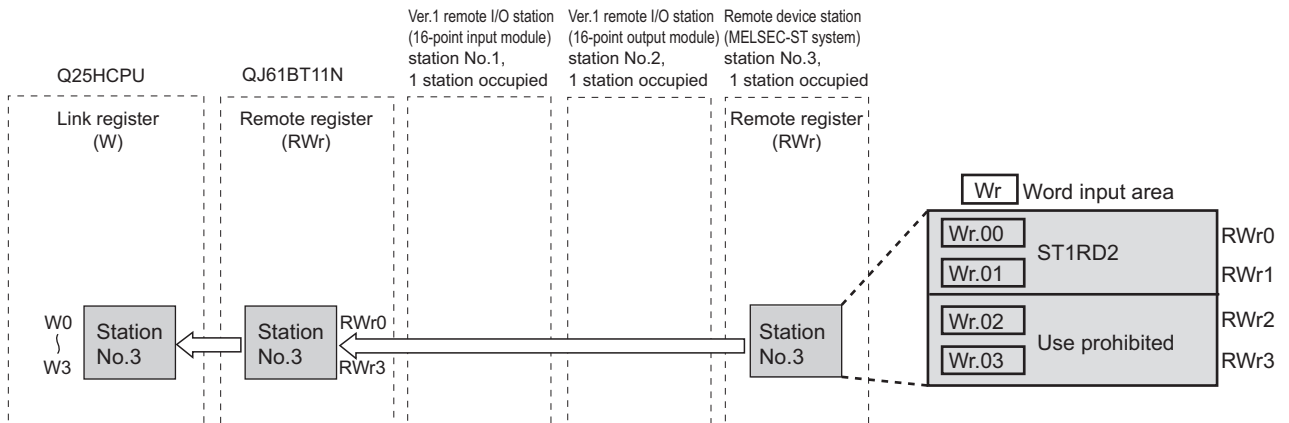 Ver.1 remote I/O station
(16-point input module)
station No.1,
1 station occupied
Ver.1 remote I/O station
(16-point output module)
station No.2,
1 station occupied
Remote device station
(MELSEC-ST system)
station No.3,
1 station occupied
Q25HCPU
QJ61BT11N
Link register
(W)
Remote register
(RWr)
Remote register
(RWr)
Wr Word input area
Wr.00
Wr.01
ST1RD2
RWr0
RWr1
Wr.02
Wr.03
Use prohibited
RWr2
RWr3
W0
W3
Station
No.3
Station
No.3
RWr0
RWr3
Station
No.3